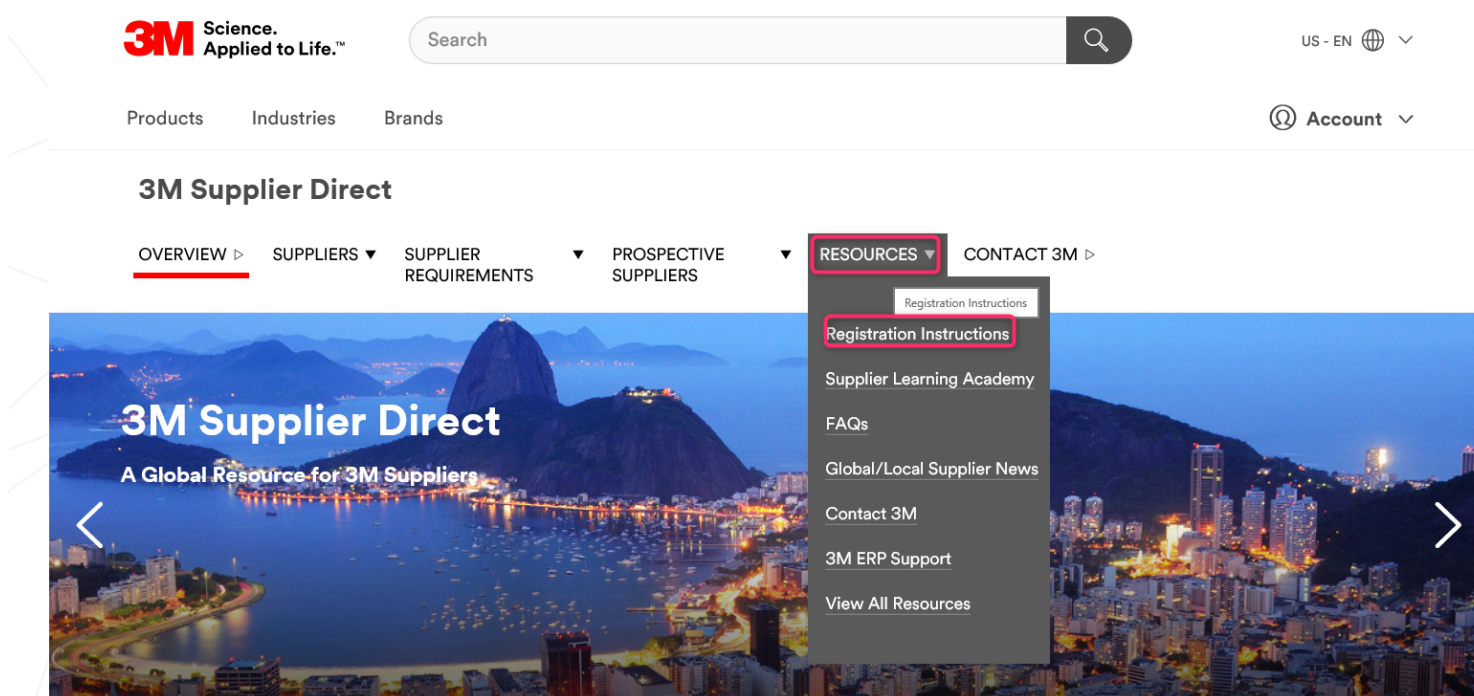 3M Science.
Applied to Life.™
Search
US - EN
Products
Industries
Brands
Account
3M Supplier Direct
OVERVIEW
SUPPLIERS
SUPPLIER
REQUIREMENTS
PROSPECTIVE
SUPPLIERS
RESOURCES
CONTACT 3M
Registration Instructions
Registration Instructions
Supplier Learning Academy
FAQs
Global/Local Supplier News
Contact 3M
3M ERP Support
View All Resources
3M Supplier Direct
A Global Resource for 3M Suppliers